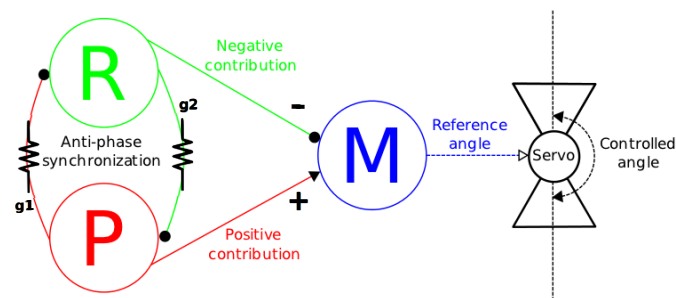 R
Negative
contribution
-
g2
Anti-phase
synchronization
g1
M
Reference
angle
Servo
Controlled
angle
+
P
Positive
contribution